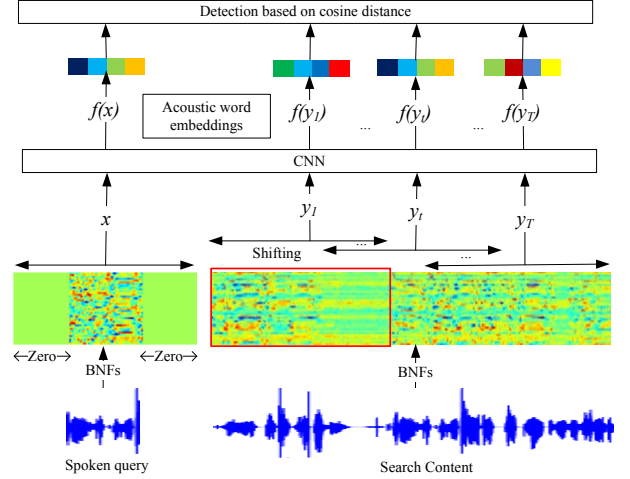 Detection based on cosine distance
f(x)
Acoustic word
embeddings
f(y1)
...
f(yt)
...
f(yT)
CNN
x
y1
yt
yT
Shifting
...
...
Zero
Zero
BNFs
BNFs
Spoken query
Search Content